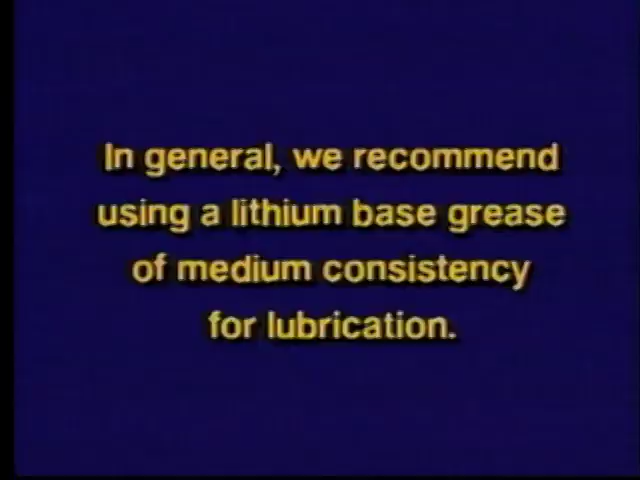 In general, we recommend
using a lithium base grease
of medium consistency
for lubrication.